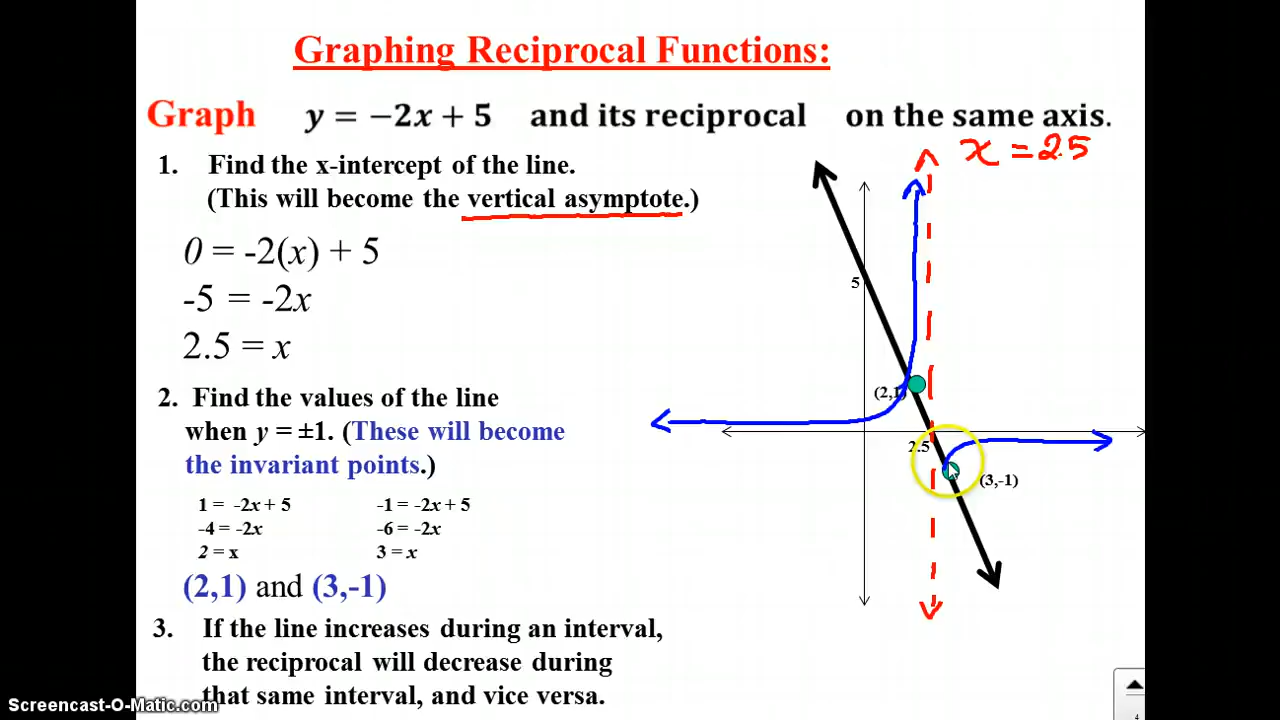 Graphing Reciprocal Functions:
Graph y = −2x + 5 and its reciprocal on the same axis.
1. Find the x-intercept of the line.
(This will become the vertical asymptote.)
0 = -2(x) + 5
-5 = -2x
2.5 = x
2. Find the values of the line
when y = ±1. (These will become
the invariant points.)
1 = -2x + 5 -1 = -2x + 5
-4 = -2x -6 = -2x
2 = x 3 = x
(2,1) and (3,-1)
3. If the line increases during an interval,
the reciprocal will decrease during
that same interval, and vice versa.
x = 2.5
5
(2,1)
2.5
(3,-1)
4
Screencast-O-Matic.com